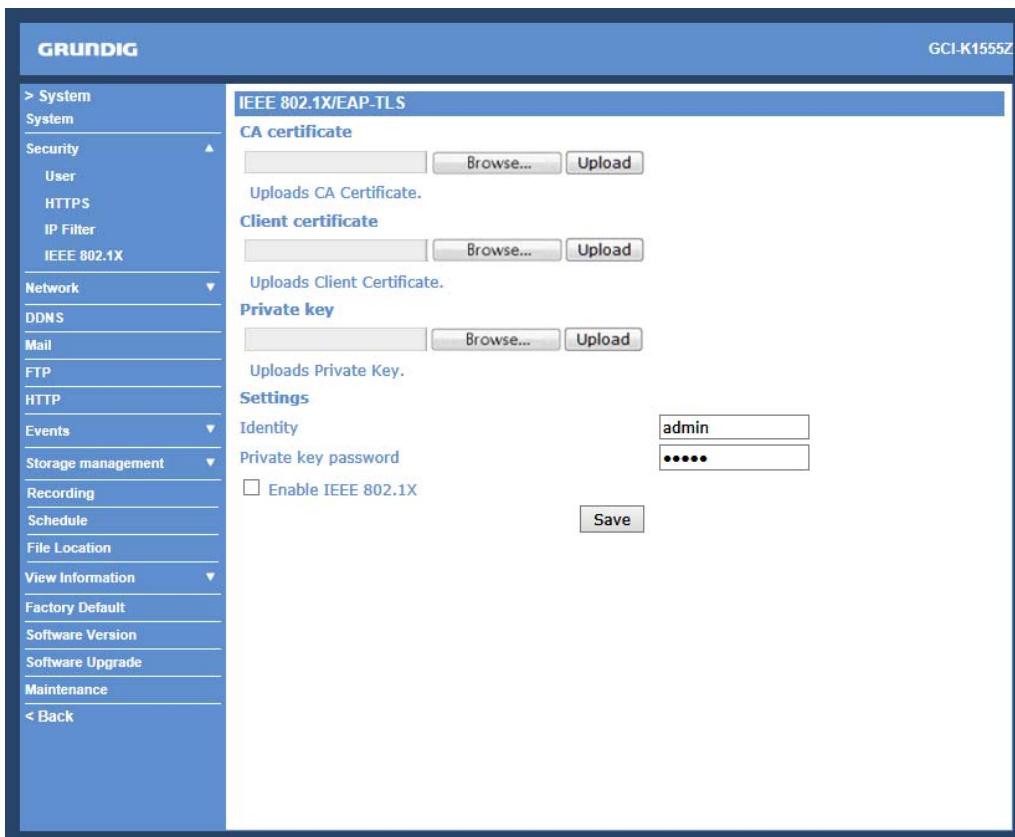 GRUNDIG
GCI-K1555Z
> System
System
Security
User
HTTPS
IP Filter
IEEE 802.1X
Network
DDNS
Mail
FTP
HTTP
Events
Storage management
Recording
Schedule
File Location
View Information
Factory Default
Software Version
Software Upgrade
Maintenance
< Back
IEEE 802.1X/EAP-TLS
CA certificate
Browse... Upload
Uploads CA Certificate.
Client certificate
Browse... Upload
Uploads Client Certificate.
Private key
Browse... Upload
Uploads Private Key.
Settings
Identity admin
Private key password •••••
Enable IEEE 802.1X
Save